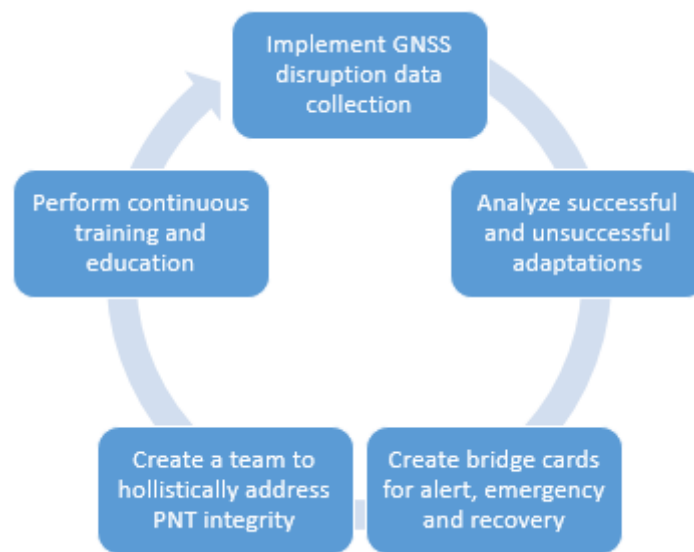 Implement GNSS
disruption data
collection
Analyze successful
and unsuccessful
adaptations
Create bridge cards
for alert, emergency
and recovery
Create a team to
hollistically address
PNT integrity
Perform continuous
training and
education